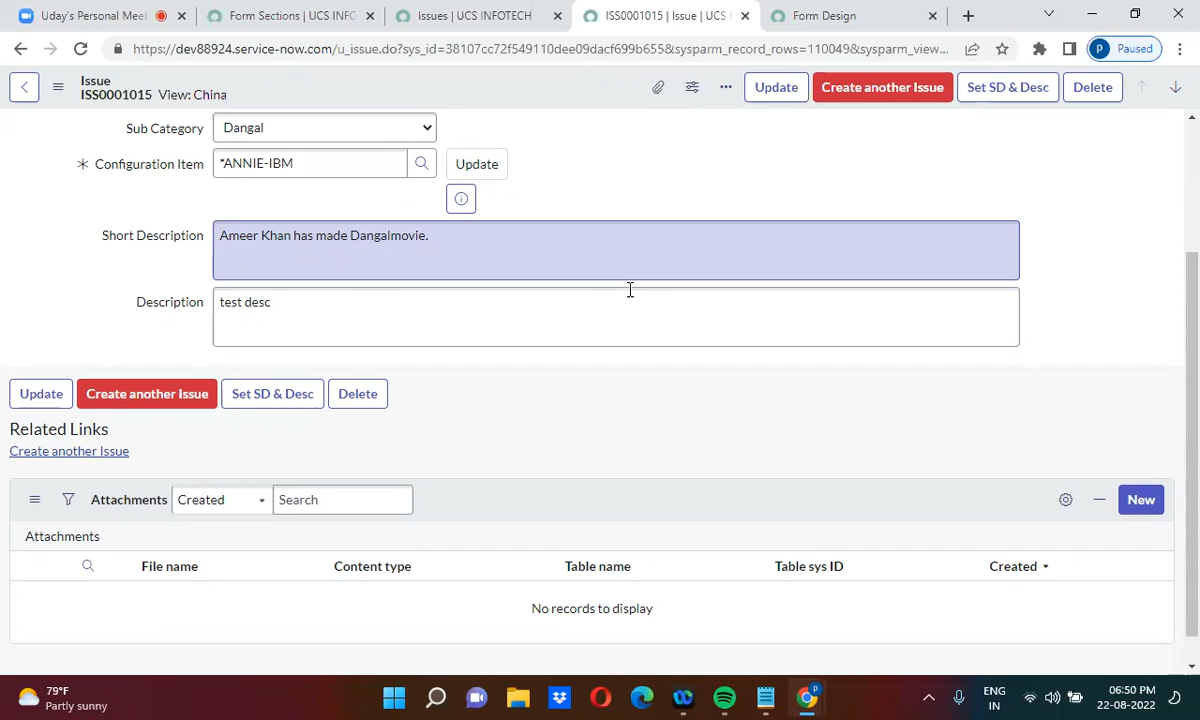 Uday's Personal Meet
Form Sections | UCS INFO
Issues | UCS INFOTECH
ISS0001015 | Issue | UCS
Form Design
https://dev88924.service-now.com/u_issue.do?sys_id=38107cc72f549110dee09dacf699b655&sysparm_record_rows=110049&sysparm_view...
P Paused
Issue
ISS0001015 View: China
Update
Create another Issue
Set SD & Desc
Delete
Sub Category
Dangal
Configuration Item
*ANNIE-IBM
Update
Short Description
Ameer Khan has made Dangalmovie.
Description
test desc
Update
Create another Issue
Set SD & Desc
Delete
Related Links
Create another Issue
Attachments
Created
Search
New
Attachments
File name
Content type
Table name
Table sys ID
Created
No records to display
79°F
Partly sunny
ENG
IN
06:50 PM
22-08-2022